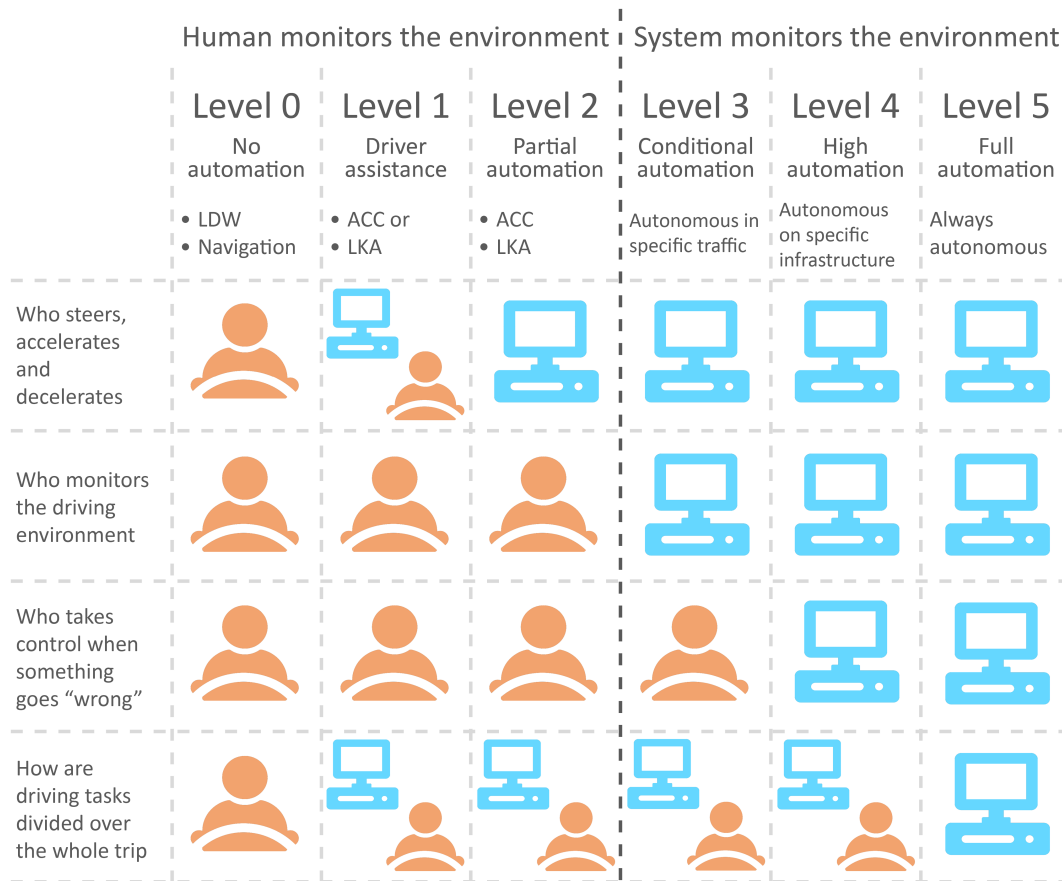 Human monitors the environment
System monitors the environment
Level 0
Level 1
Level 2
Level 3
Level 4
Level 5
No
automation
Driver
assistance
Partial
automation
Conditional
automation
High
automation
Full
automation
• LDW
• Navigation
• ACC or
• LKA
• ACC
• LKA
Autonomous in
specific traffic
Autonomous
on specific
infrastructure
Always
autonomous
Who steers,
accelerates
and
decelerates
Who monitors
the driving
environment
Who takes
control when
something
goes “wrong”
How are
driving tasks
divided over
the whole trip